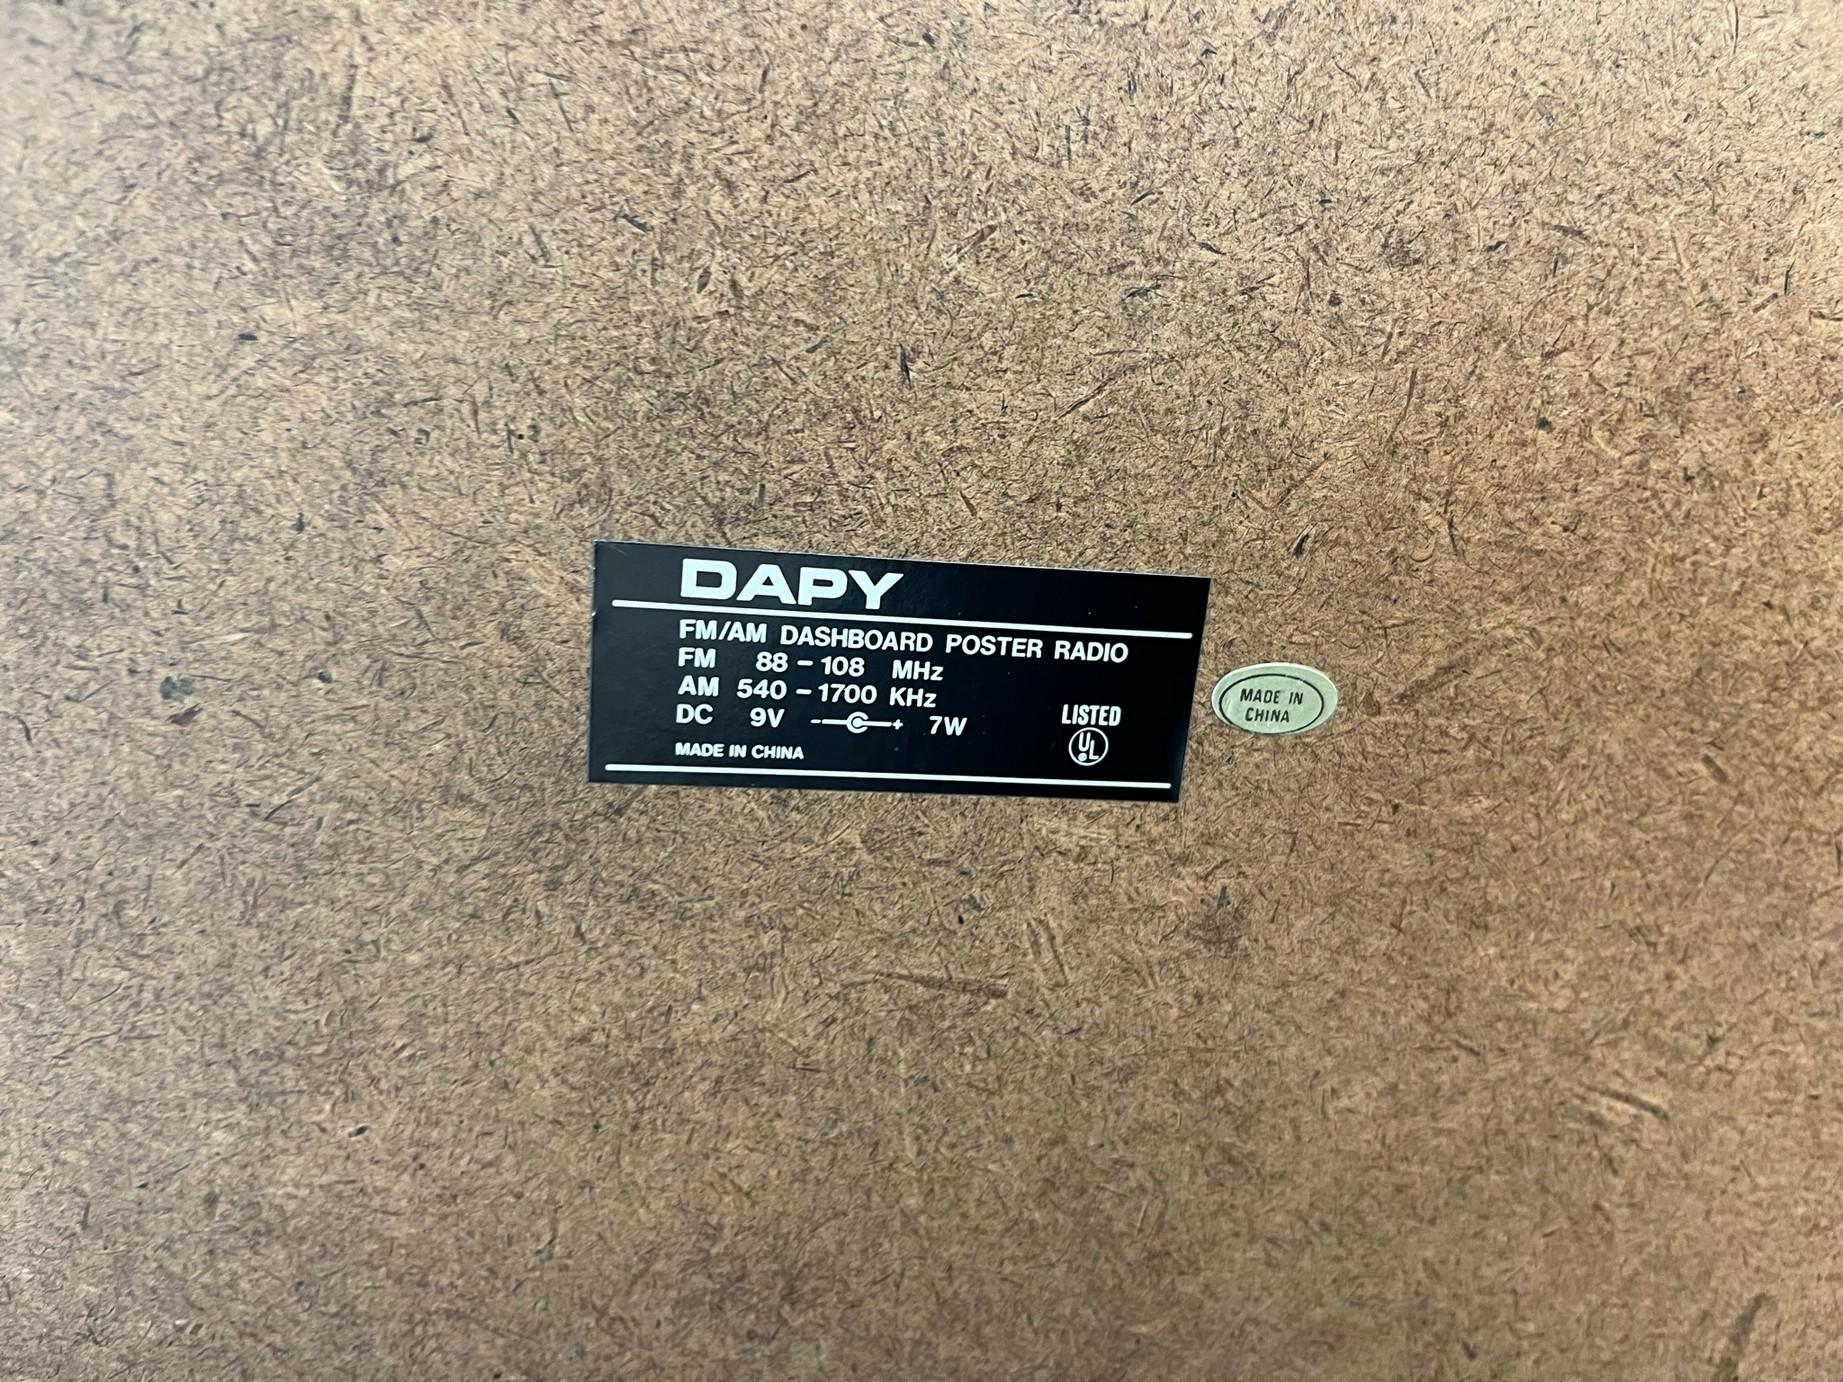 DAPY
FM/AM DASHBOARD POSTER RADIO
FM 88 - 108 MHz
AM 540 - 1700 KHz
DC 9V - + 7W
LISTED
UL
MADE IN CHINA
MADE IN
CHINA